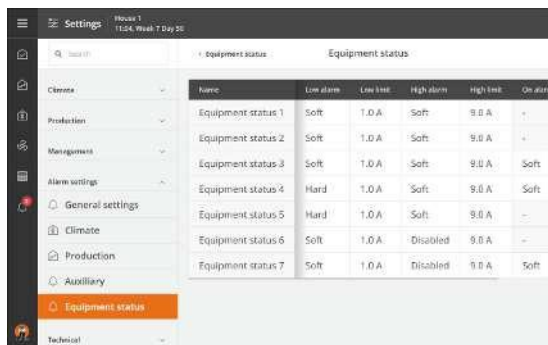 Settings
House 1
11:04, Week 7 Day 50
Search
Equipment status
Equipment status
Climate
Production
Management
Alarm settings
General settings
Climate
Production
Auxiliary
Equipment status
Technical
Name Low alarm Low limit High alarm High limit On alarm
Equipment status 1 Soft 1.0 A Soft 9.0 A -
Equipment status 2 Soft 1.0 A Soft 9.0 A -
Equipment status 3 Soft 1.0 A Soft 9.0 A Soft
Equipment status 4 Hard 1.0 A Soft 9.0 A Soft
Equipment status 5 Hard 1.0 A Soft 9.0 A -
Equipment status 6 Soft 1.0 A Disabled 9.0 A -
Equipment status 7 Soft 1.0 A Disabled 9.0 A Soft